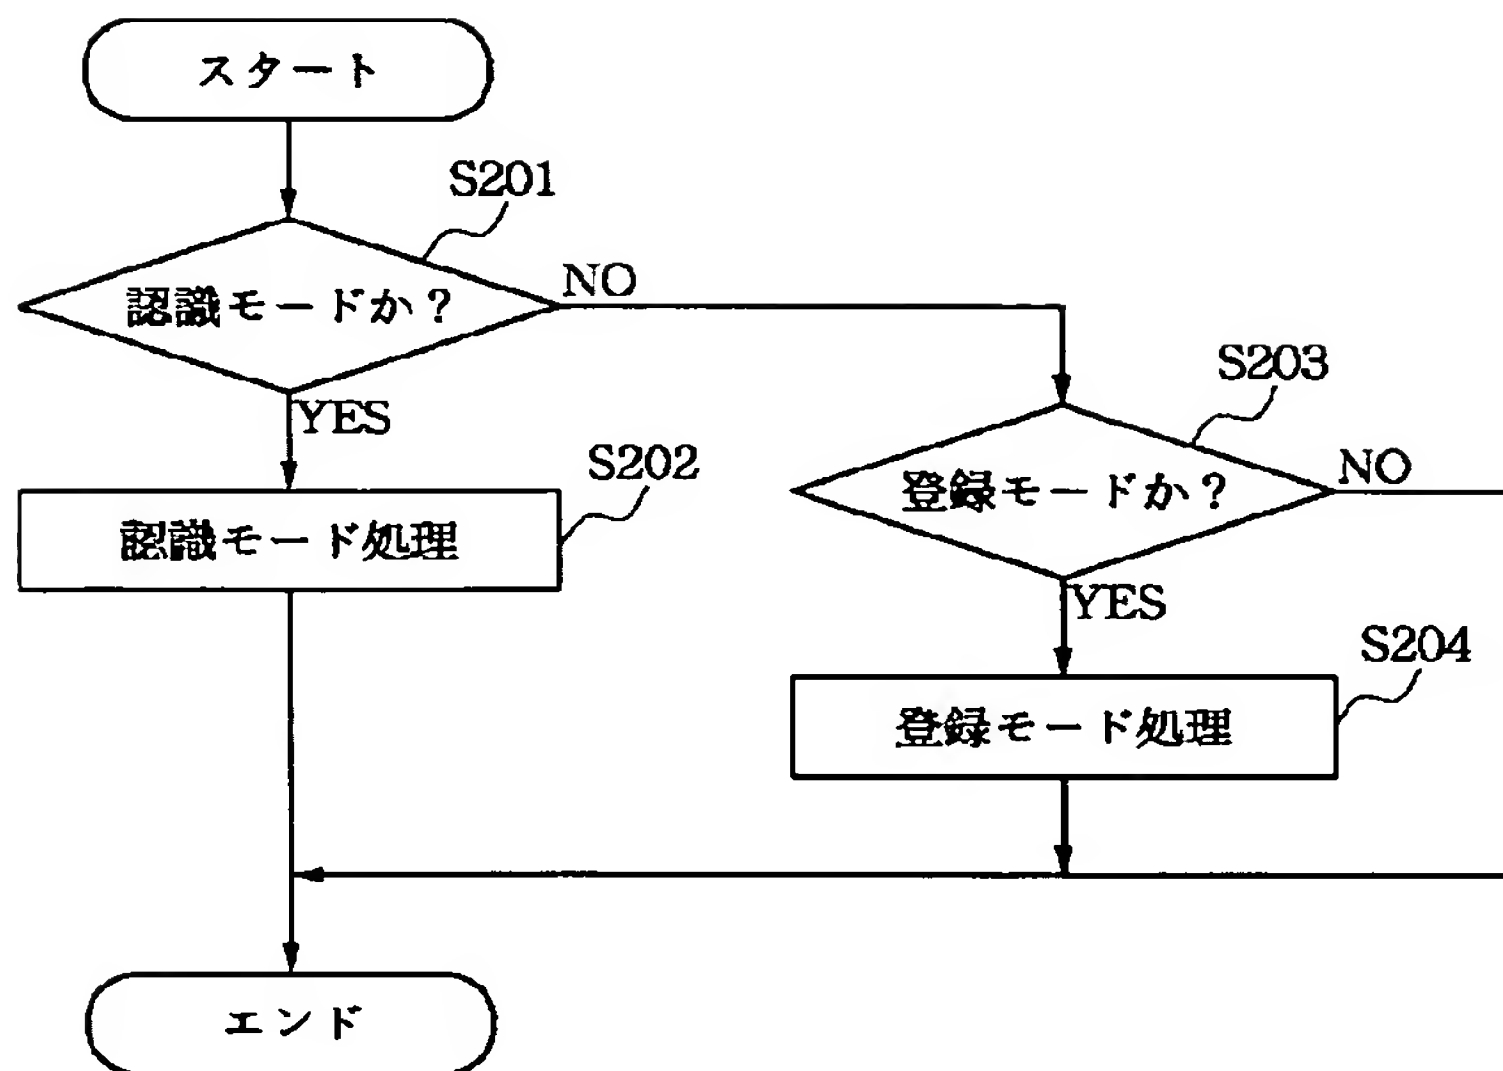 スタート
S201
認識モードか？
NO
YES
S202
認識モード処理
S203
登録モードか？
NO
YES
S204
登録モード処理
エンド